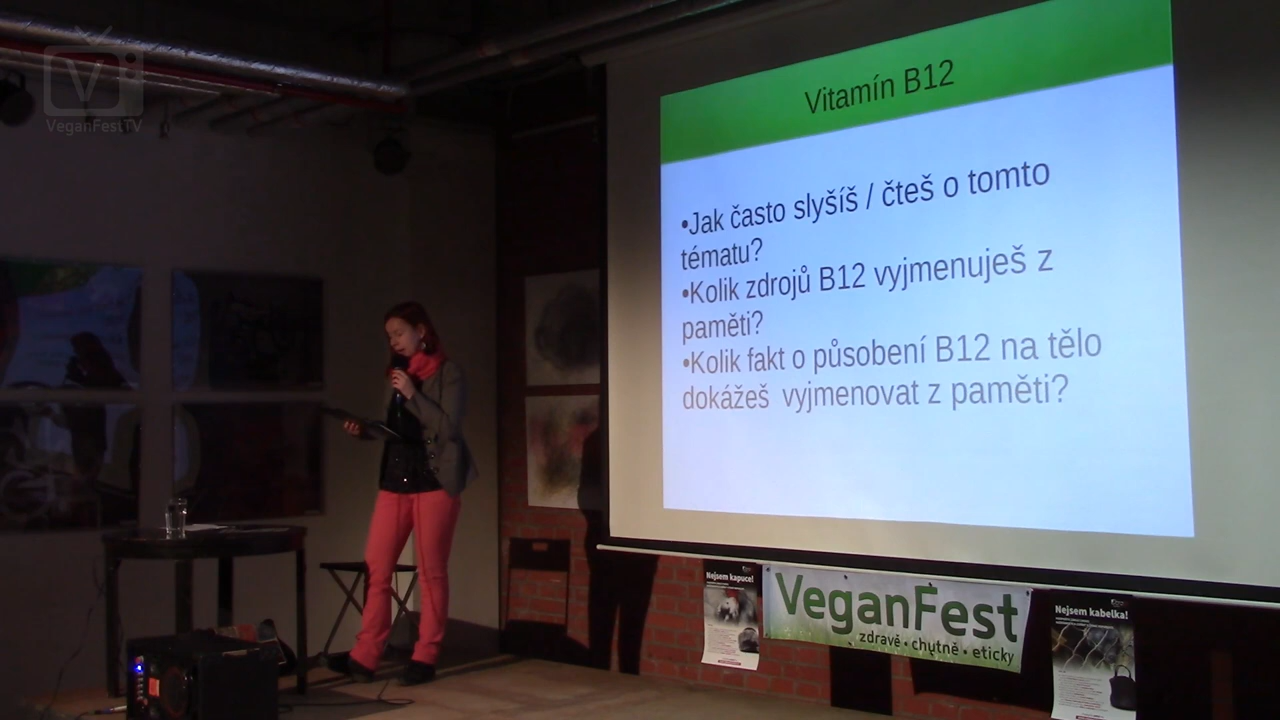 VeganFestTV
Vitamín B12
•Jak často slyšíš / čteš o tomto
tématu?
•Kolik zdrojů B12 vyjmenuješ z
paměti?
•Kolik fakt o působení B12 na tělo
dokážeš vyjmenovat z paměti?
Nejsem kapuce!
VeganFest
zdravě • chutně • eticky
Nejsem kabelka!